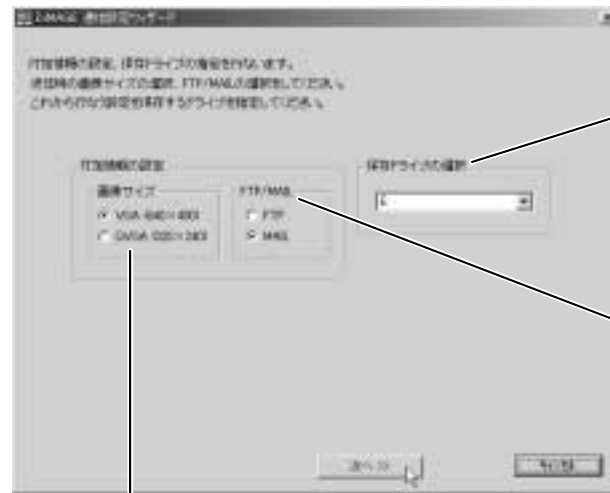 I-MAGE 通信設定ウィザード
付加情報の設定、保存ドライブの指定を行ないます。
送信時の画像サイズの選択、FTP/MAILの選択をしてください。
これから行なう設定を保存するドライブを指定してください。
付加情報の設定
保存ドライブの選択
画像サイズ
FTP/MAIL
VGA (640×480)
FTP
QVGA (320×240)
MAIL
次へ >>
キャンセル